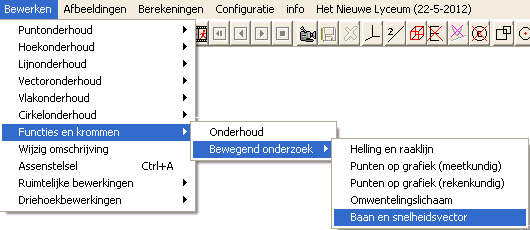 Bewerken Afbeeldingen Berekeningen Configuratie info Het Nieuwe Lyceum (22-5-2012)
Puntonderhoud
Hoekonderhoud
Lijnonderhoud
Vectoronderhoud
Vlakonderhoud
Cirkelonderhoud
Functies en krommen
Wijzig omschrijving
Assenstelsel Ctrl+A
Ruimtelijke bewerkingen
Driehoekbewerkingen
Onderhoud
Bewegend onderzoek
Helling en raaklijn
Punten op grafiek (meetkundig)
Punten op grafiek (rekenkundig)
Omwentelingslichaam
Baan en snelheidsvector